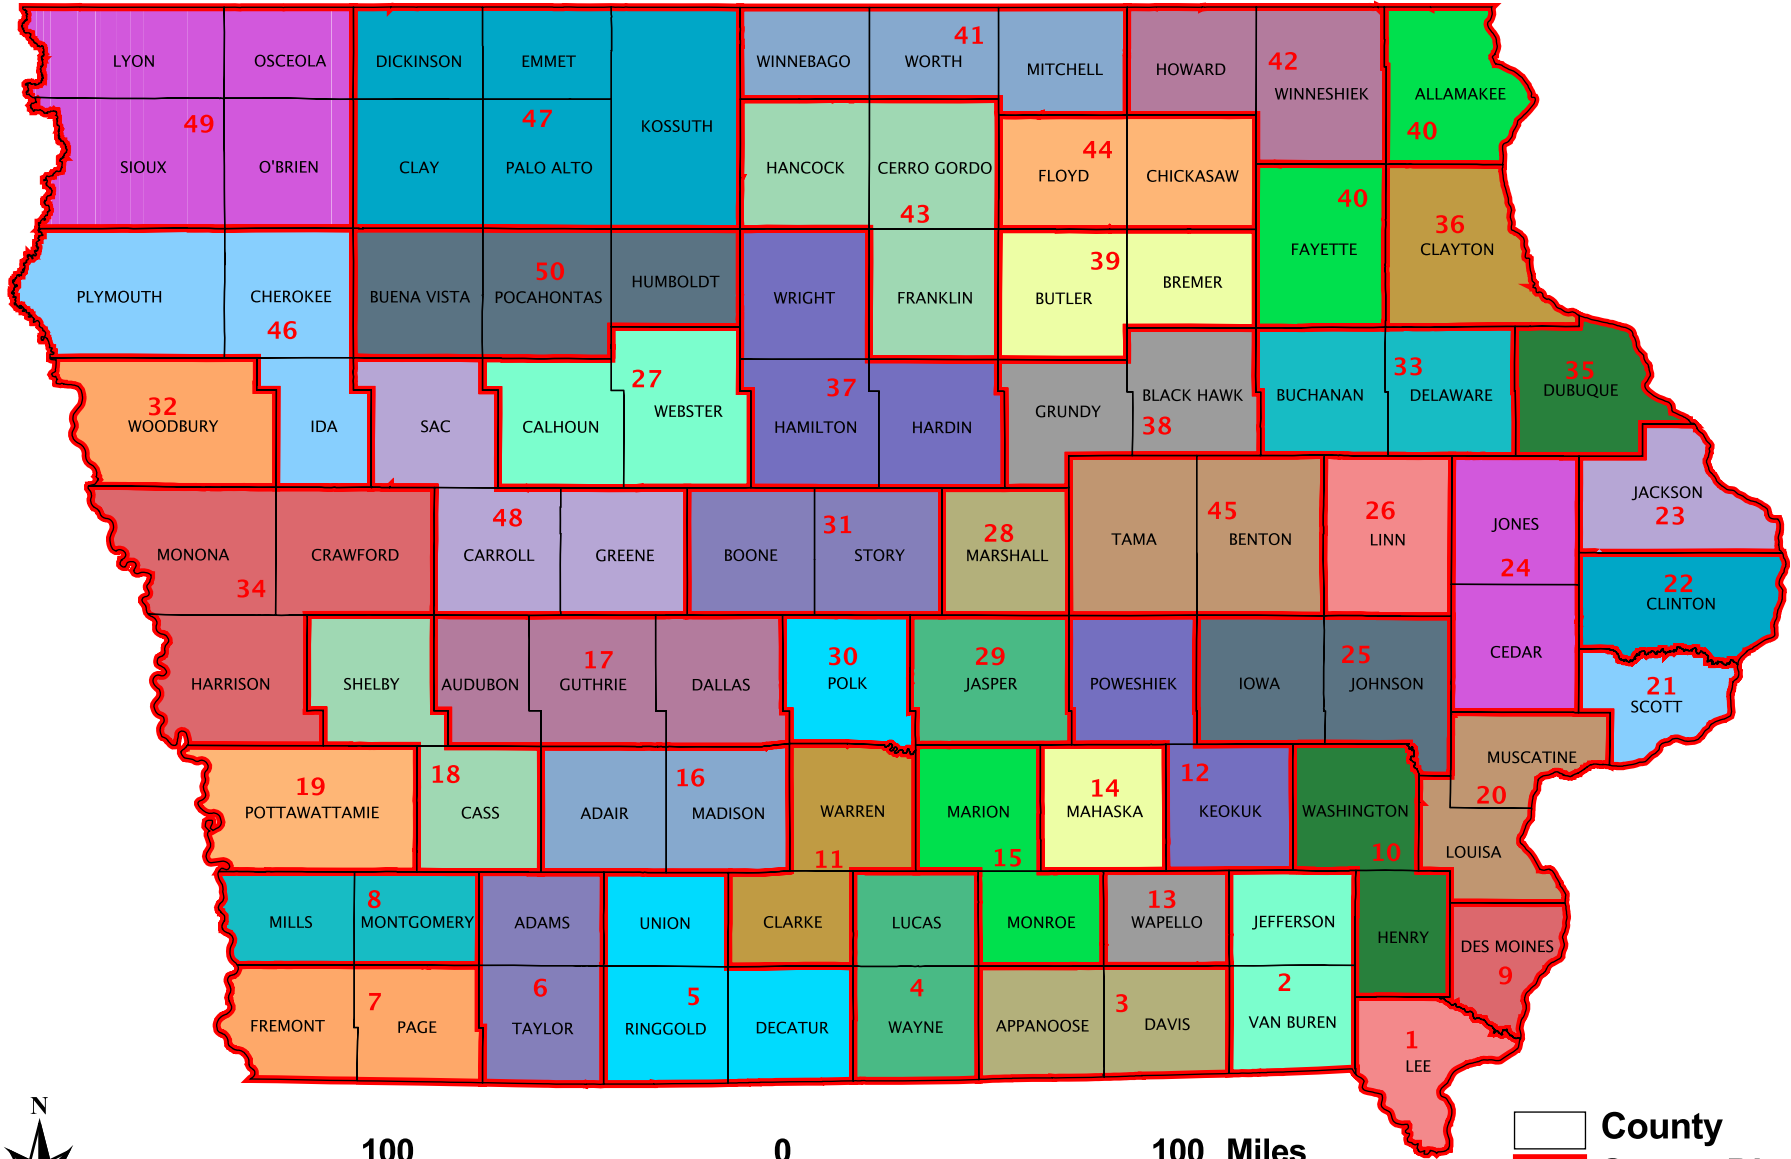 LYON
OSCEOLA
DICKINSON
EMMET
WINNEBAGO
WORTH
41
MITCHELL
HOWARD
42
WINNESHIEK
ALLAMAKEE
40
49
47
KOSSUTH
SIOUX
O'BRIEN
CLAY
PALO ALTO
HANCOCK
CERRO GORDO
43
44
FLOYD
CHICKASAW
40
FAYETTE
36
CLAYTON
PLYMOUTH
CHEROKEE
46
BUENA VISTA
50
POCAHONTAS
HUMBOLDT
WRIGHT
FRANKLIN
39
BUTLER
BREMER
32
WOODBURY
IDA
SAC
CALHOUN
27
WEBSTER
37
HAMILTON
HARDIN
GRUNDY
BLACK HAWK
38
BUCHANAN
33
DELAWARE
35
DUBUQUE
MONONA
CRAWFORD
34
48
CARROLL
GREENE
BOONE
31
STORY
28
MARSHALL
TAMA
45
BENTON
26
LINN
JONES
24
JACKSON
23
22
CLINTON
HARRISON
SHELBY
AUDUBON
17
GUTHRIE
DALLAS
30
POLK
29
JASPER
POWESHIEK
IOWA
25
JOHNSON
CEDAR
21
SCOTT
19
POTTAWATTAMIE
18
CASS
ADAIR
16
MADISON
WARREN
11
MARION
15
14
MAHASKA
12
KEOKUK
WASHINGTON
10
MUSCATINE
20
LOUISA
MILLS
8
MONTGOMERY
ADAMS
UNION
CLARKE
LUCAS
MONROE
13
WAPELLO
JEFFERSON
HENRY
DES MOINES
9
FREMONT
7
PAGE
6
TAYLOR
5
RINGGOLD
DECATUR
4
WAYNE
APPANOOSE
3
DAVIS
2
VAN BUREN
1
LEE
N
100 0 100 Miles
County